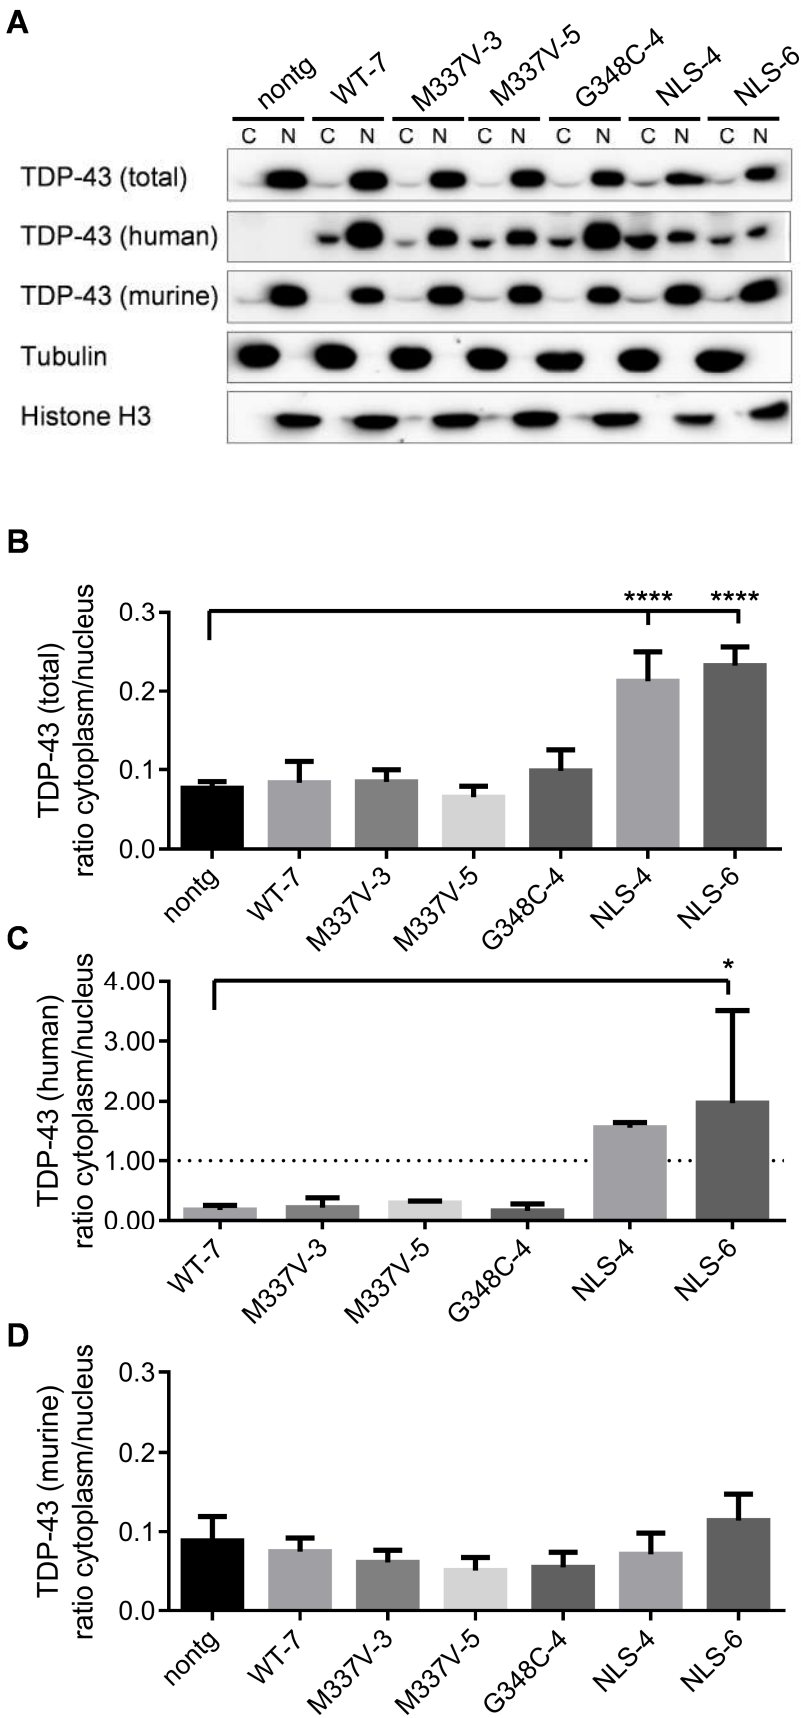 A
nontg WT-7 M337V-3 M337V-5 G348C-4 NLS-4 NLS-6
C N C N C N C N C N C N C N
TDP-43 (total)
TDP-43 (human)
TDP-43 (murine)
Tubulin
Histone H3
B
TDP-43 (total)
ratio cytoplasm/nucleus
**** ****
0.3
0.2
0.1
0.0
nontg WT-7 M337V-3 M337V-5 G348C-4 NLS-4 NLS-6
C
TDP-43 (human)
ratio cytoplasm/nucleus
*
4.00
3.00
2.00
1.00
0.00
WT-7 M337V-3 M337V-5 G348C-4 NLS-4 NLS-6
D
TDP-43 (murine)
ratio cytoplasm/nucleus
0.3
0.2
0.1
0.0
nontg WT-7 M337V-3 M337V-5 G348C-4 NLS-4 NLS-6